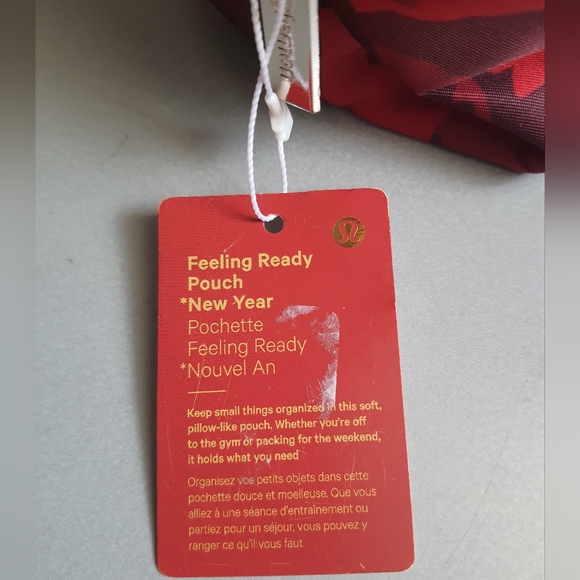 lululemon
Feeling Ready
Pouch
*New Year
Pochette
Feeling Ready
*Nouvel An
Keep small things organized in this soft,
pillow-like pouch. Whether you're off
to the gym or packing for the weekend,
it holds what you need
Organisez vos petits objets dans cette
pochette douce et moelleuse. Que vous
alliez à une séance d'entraînement ou
partiez pour un séjour, vous pouvez y
ranger ce qu'il vous faut